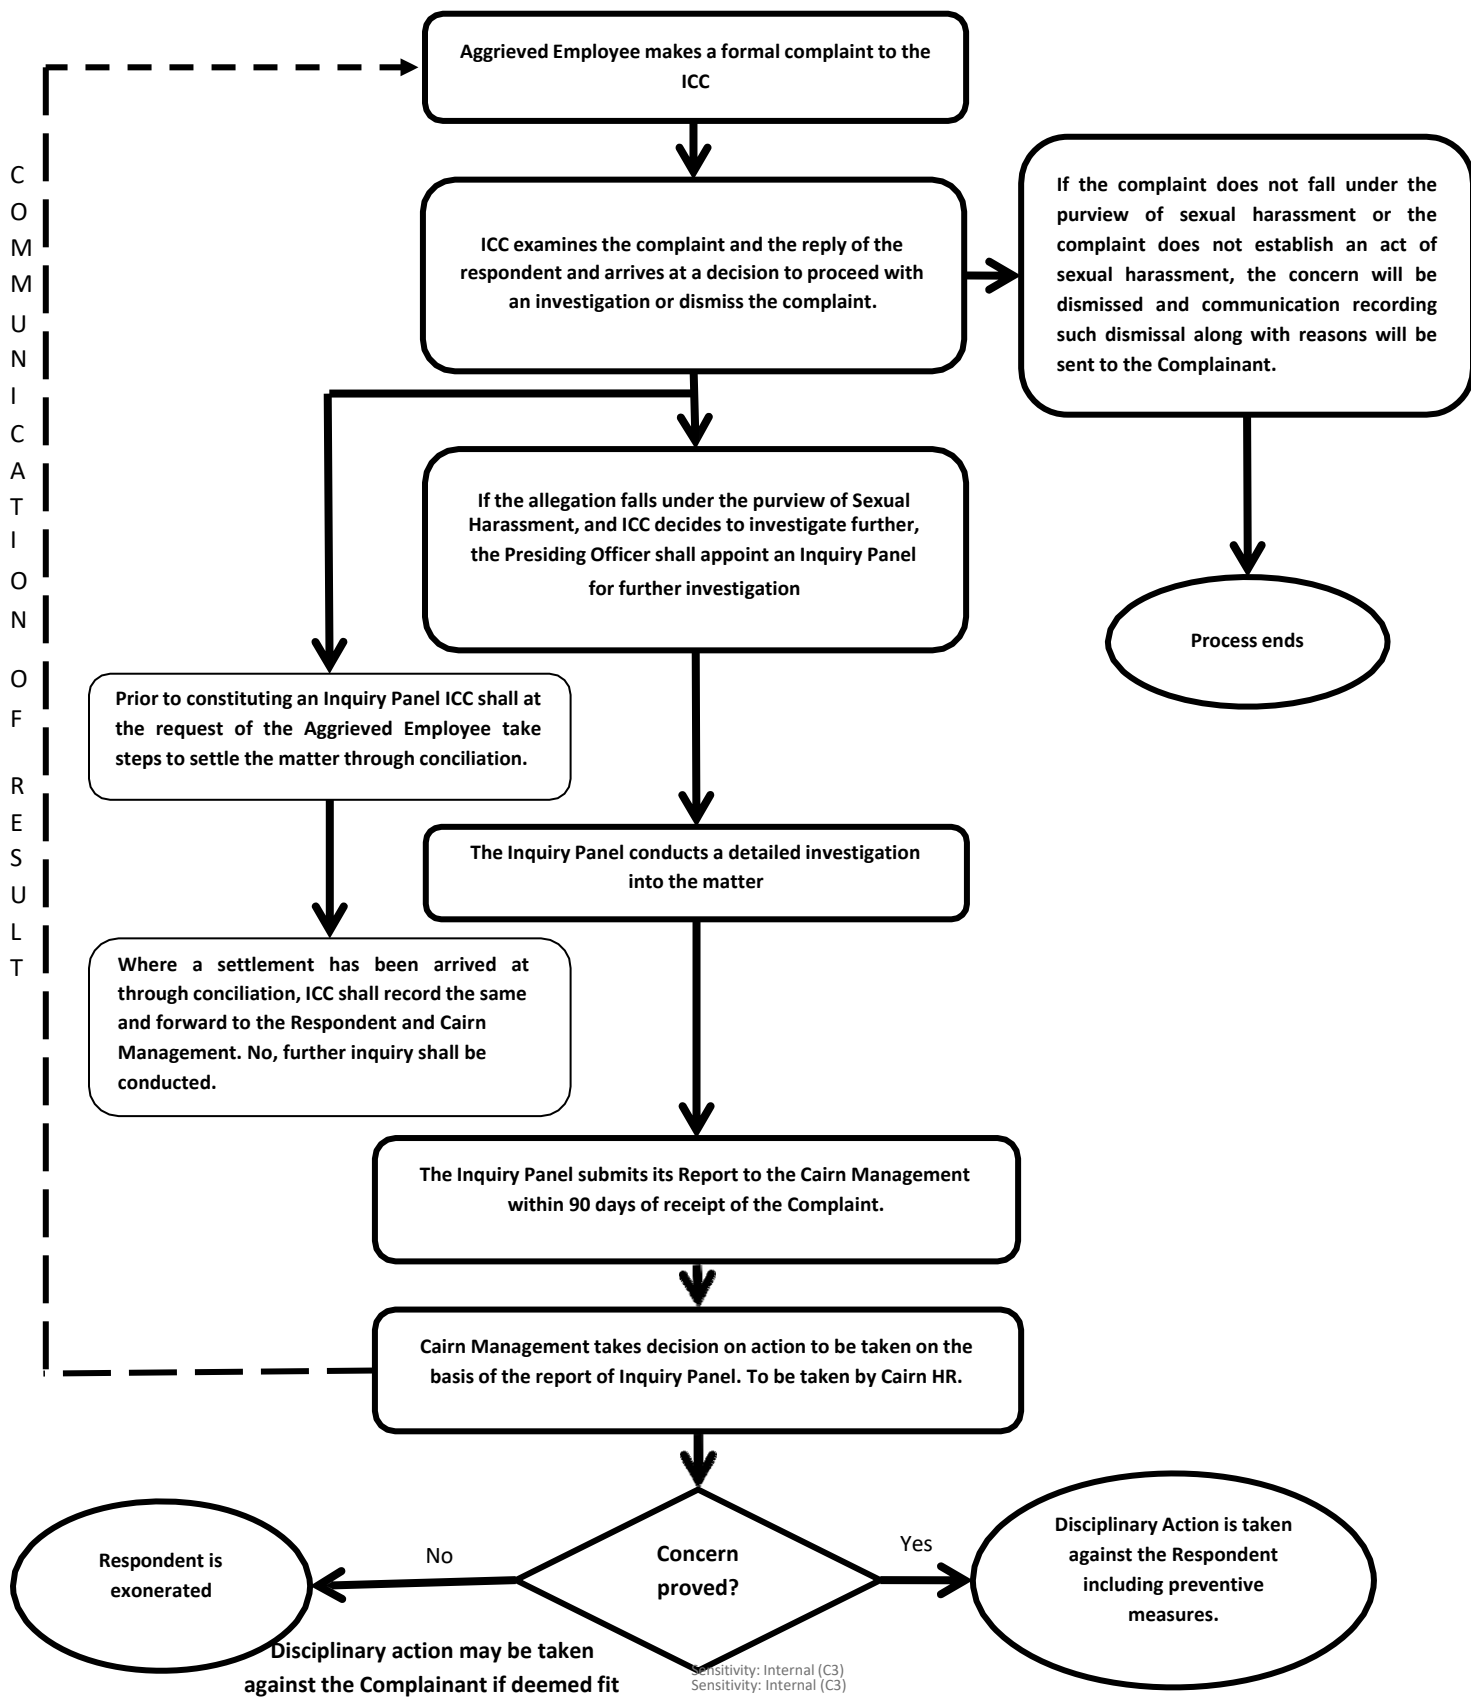 Aggrieved Employee makes a formal complaint to the
ICC
C
O
M
M
U
N
I
C
A
T
I
O
N
O
F
R
E
S
U
L
T
ICC examines the complaint and the reply of the
respondent and arrives at a decision to proceed with
an investigation or dismiss the complaint.
If the complaint does not fall under the
purview of sexual harassment or the
complaint does not establish an act of
sexual harassment, the concern will be
dismissed and communication recording
such dismissal along with reasons will be
sent to the Complainant.
If the allegation falls under the purview of Sexual
Harassment, and ICC decides to investigate further,
the Presiding Officer shall appoint an Inquiry Panel
for further investigation
Process ends
Prior to constituting an Inquiry Panel ICC shall at
the request of the Aggrieved Employee take
steps to settle the matter through conciliation.
The Inquiry Panel conducts a detailed investigation
into the matter
Where a settlement has been arrived at
through conciliation, ICC shall record the same
and forward to the Respondent and Cairn
Management. No, further inquiry shall be
conducted.
The Inquiry Panel submits its Report to the Cairn Management
within 90 days of receipt of the Complaint.
Cairn Management takes decision on action to be taken on the
basis of the report of Inquiry Panel. To be taken by Cairn HR.
Concern
proved?
No
Yes
Respondent is
exonerated
Disciplinary Action is taken
against the Respondent
including preventive
measures.
Disciplinary action may be taken
against the Complainant if deemed fit
Sensitivity: Internal (C3)
Sensitivity: Internal (C3)